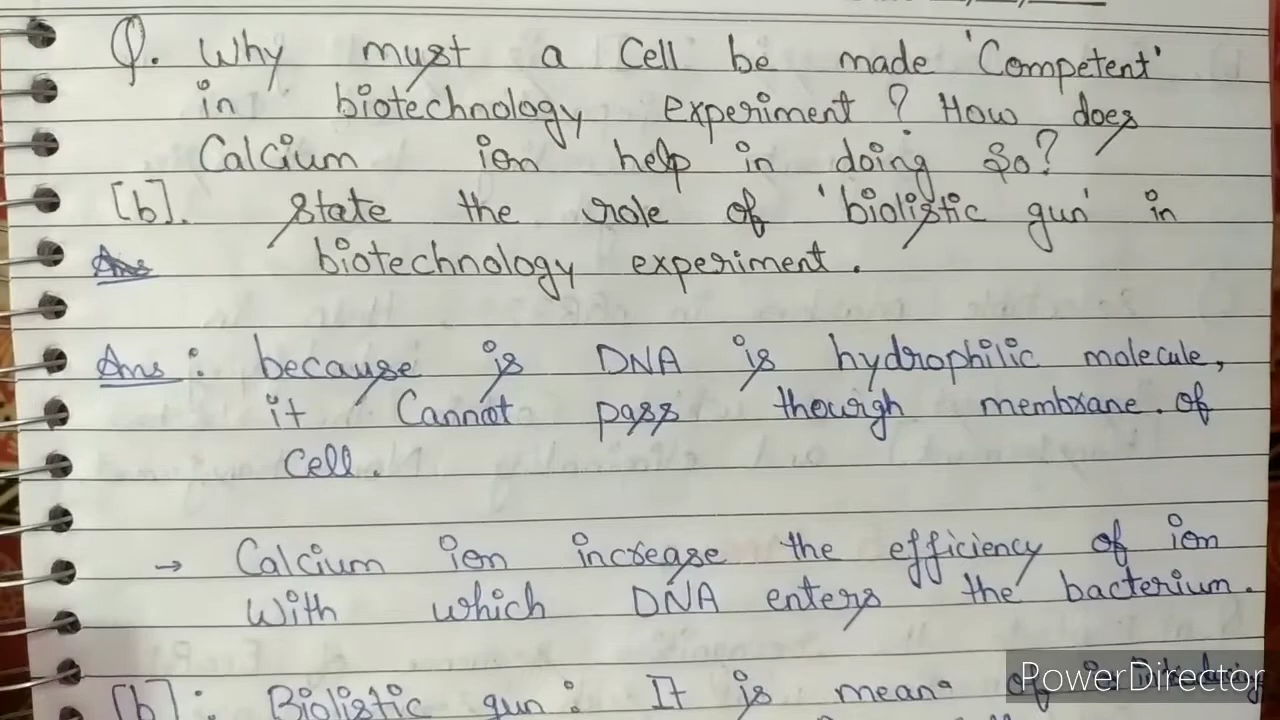 Q. Why must a Cell be made 'Competent'
in biotechnology experiment ? How does
Calcium ion help in doing so?
[b]. State the role of 'biolistic gun' in
Ans biotechnology experiment.
Ans : because is DNA is hydrophilic molecule,
it Cannot pass thourgh membrane. of
Cell.
→ Calcium ion increase the efficiency of ion
With which DNA enters the bacterium.
[b] : Biolistic gun : It is mean of
PowerDirector